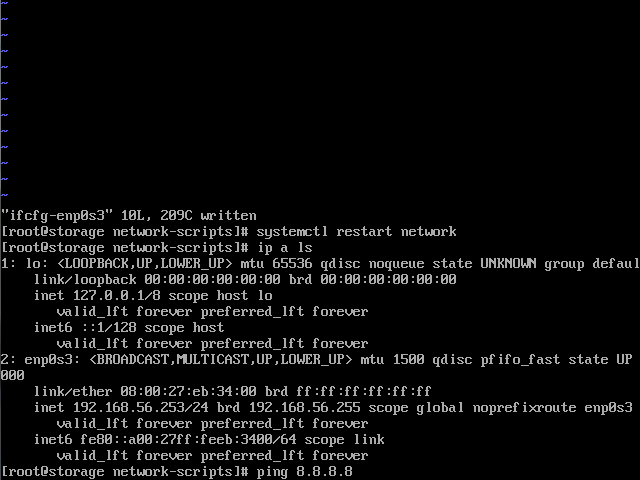 ~
~
~
~
~
~
~
~
~
~
~
~
~
"ifcfg-enp0s3" 10L, 209C written
[root@storage network-scripts]# systemctl restart network
[root@storage network-scripts]# ip a ls
1: lo: <LOOPBACK,UP,LOWER_UP> mtu 65536 qdisc noqueue state UNKNOWN group defaul
    link/loopback 00:00:00:00:00:00 brd 00:00:00:00:00:00
    inet 127.0.0.1/8 scope host lo
       valid_lft forever preferred_lft forever
    inet6 ::1/128 scope host
       valid_lft forever preferred_lft forever
2: enp0s3: <BROADCAST,MULTICAST,UP,LOWER_UP> mtu 1500 qdisc pfifo_fast state UP
000
    link/ether 08:00:27:eb:34:00 brd ff:ff:ff:ff:ff:ff
    inet 192.168.56.253/24 brd 192.168.56.255 scope global noprefixroute enp0s3
       valid_lft forever preferred_lft forever
    inet6 fe80::a00:27ff:feeb:3400/64 scope link
       valid_lft forever preferred_lft forever
[root@storage network-scripts]# ping 8.8.8.8